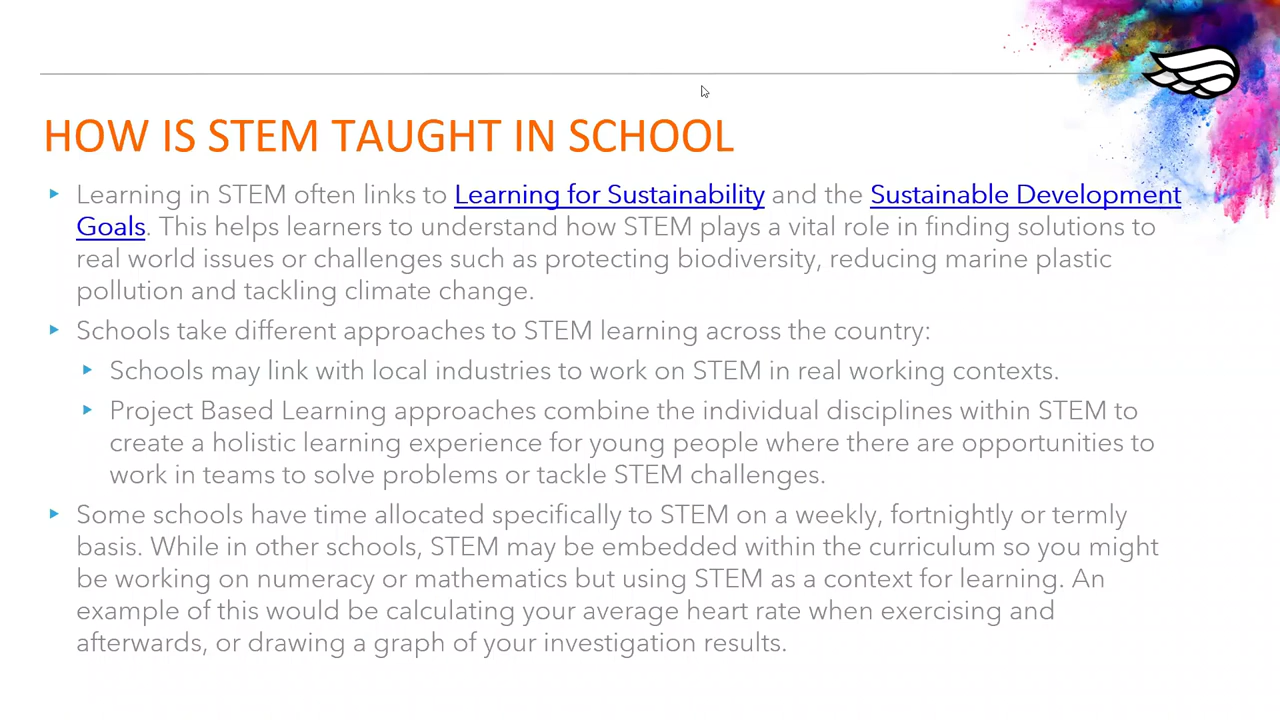 HOW IS STEM TAUGHT IN SCHOOL
Learning in STEM often links to Learning for Sustainability and the Sustainable Development
Goals. This helps learners to understand how STEM plays a vital role in finding solutions to
real world issues or challenges such as protecting biodiversity, reducing marine plastic
pollution and tackling climate change.
Schools take different approaches to STEM learning across the country:
Schools may link with local industries to work on STEM in real working contexts.
Project Based Learning approaches combine the individual disciplines within STEM to
create a holistic learning experience for young people where there are opportunities to
work in teams to solve problems or tackle STEM challenges.
Some schools have time allocated specifically to STEM on a weekly, fortnightly or termly
basis. While in other schools, STEM may be embedded within the curriculum so you might
be working on numeracy or mathematics but using STEM as a context for learning. An
example of this would be calculating your average heart rate when exercising and
afterwards, or drawing a graph of your investigation results.